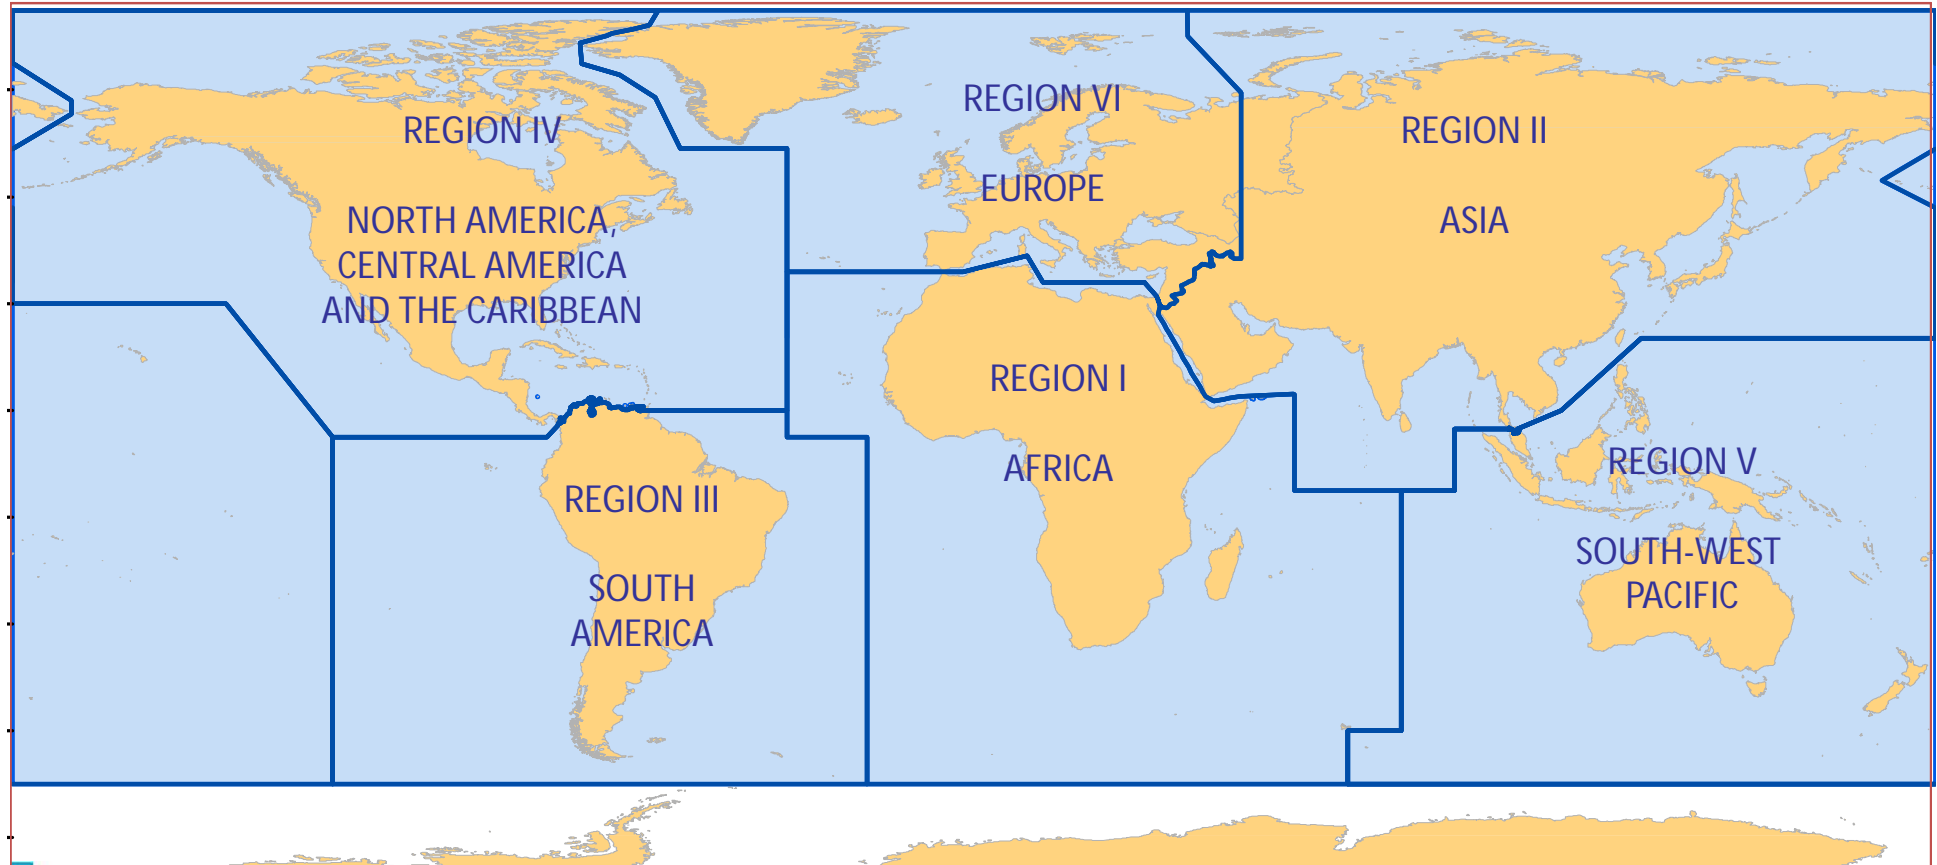 REGION IV
NORTH AMERICA,
CENTRAL AMERICA
AND THE CARIBBEAN
REGION VI
EUROPE
REGION II
ASIA
REGION I
AFRICA
REGION III
SOUTH
AMERICA
REGION V
SOUTH-WEST
PACIFIC